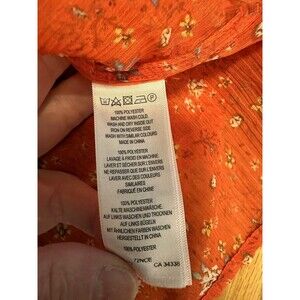 100% POLYESTER
MACHINE WASH COLD.
WASH AND DRY INSIDE OUT
IRON ON REVERSE SIDE
WASH WITH SIMILAR COLOURS
MADE IN CHINA
100% POLYESTER
LAVAGE À FROID EN MACHINE
LAVER ET SÉCHER À L'ENVERS
NE REPASSER QUE SUR L'ENVERS
LAVER AVEC DES COULEURS
SIMILAIRES
FABRIQUÉ EN CHINE
100% POLYESTER
KALTE MASCHINENWÄSCHE.
AUF LINKS WASCHEN UND TROCKNEN
AUF LINKS BÜGELN
MIT ÄHNLICHEN FARBEN WASCHEN
HERGESTELLT IN CHINA
100% POLYESTER
CA 34338